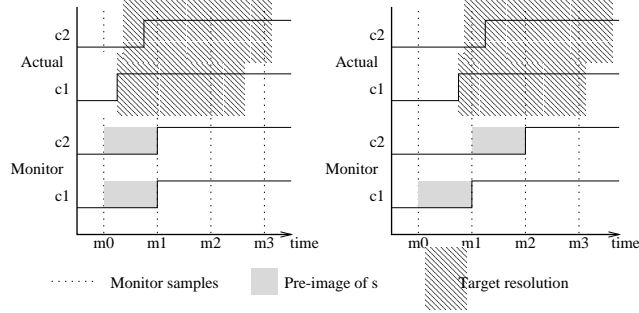 c2
Actual
c1
c2
Monitor
c1
m0 m1 m2 m3 time
c2
Actual
c1
c2
Monitor
c1
m0 m1 m2 m3 time
Monitor samples Pre-image of s Target resolution